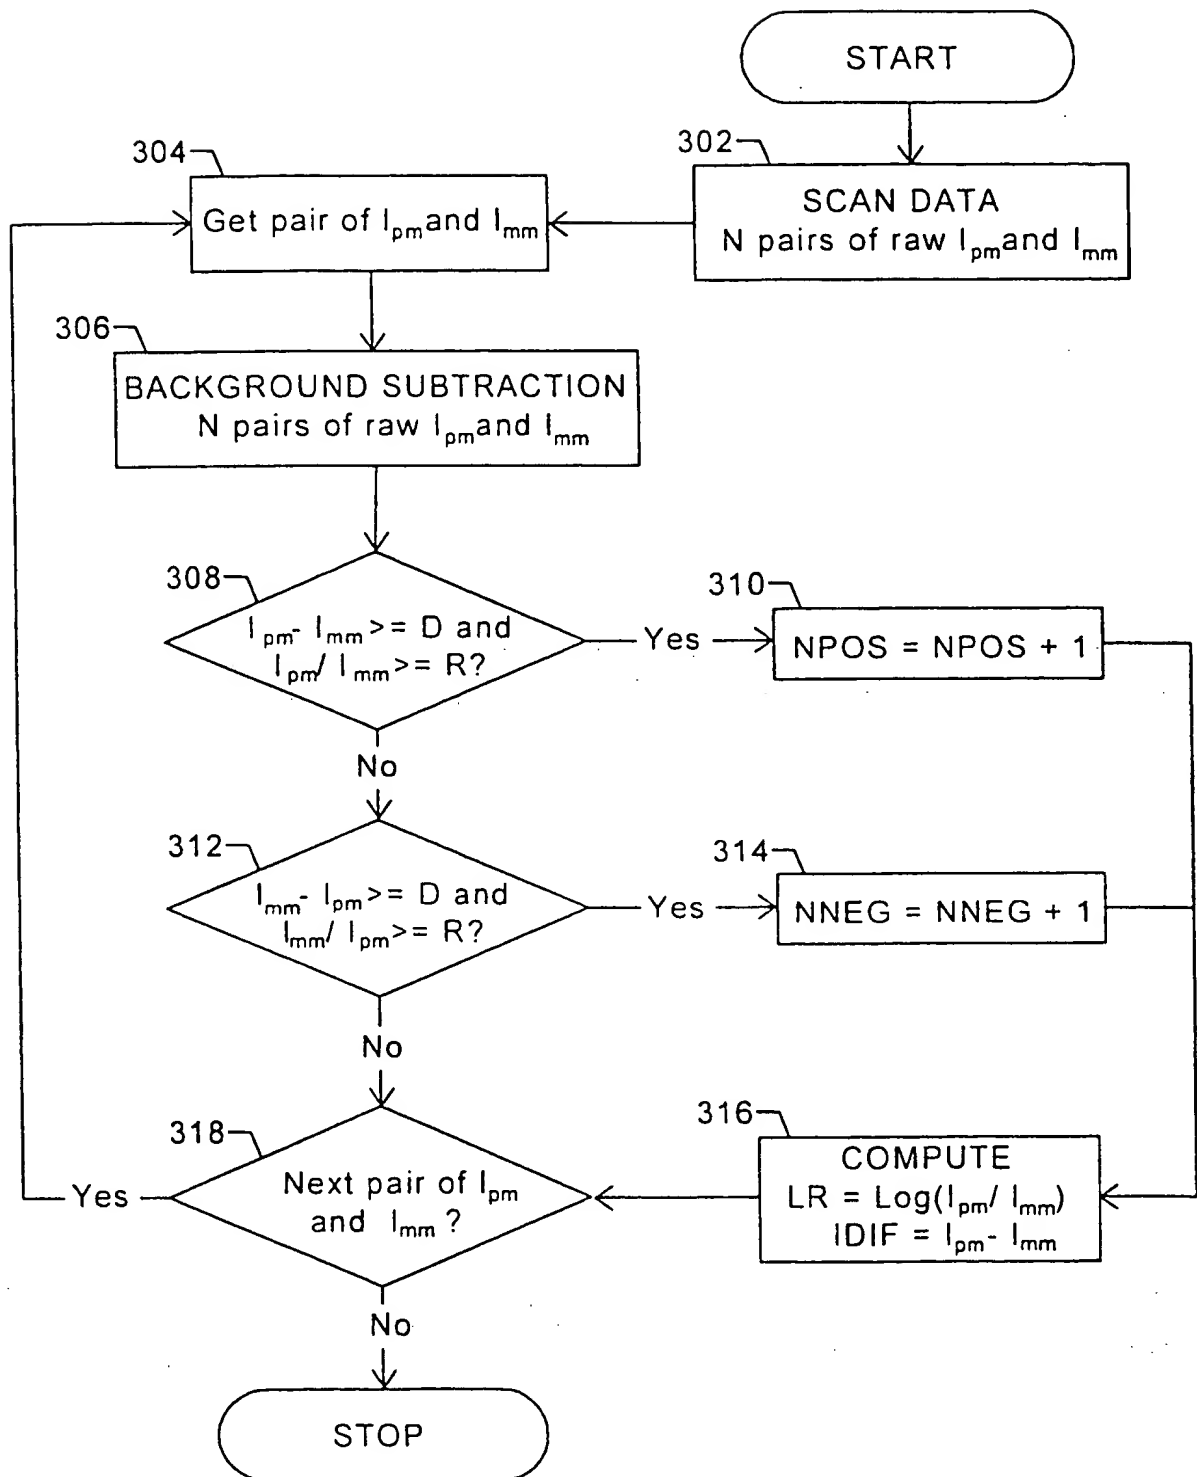 START
302
SCAN DATA
N pairs of raw Ipm and Imm
304
Get pair of Ipm and Imm
306
BACKGROUND SUBTRACTION
N pairs of raw Ipm and Imm
308
Ipm - Imm >= D and
Ipm / Imm >= R?
Yes
310
NPOS = NPOS + 1
No
312
Imm - Ipm >= D and
Imm / Ipm >= R?
Yes
314
NNEG = NNEG + 1
No
316
COMPUTE
LR = Log(Ipm / Imm)
IDIF = Ipm - Imm
318
Next pair of Ipm
and Imm ?
Yes
No
STOP